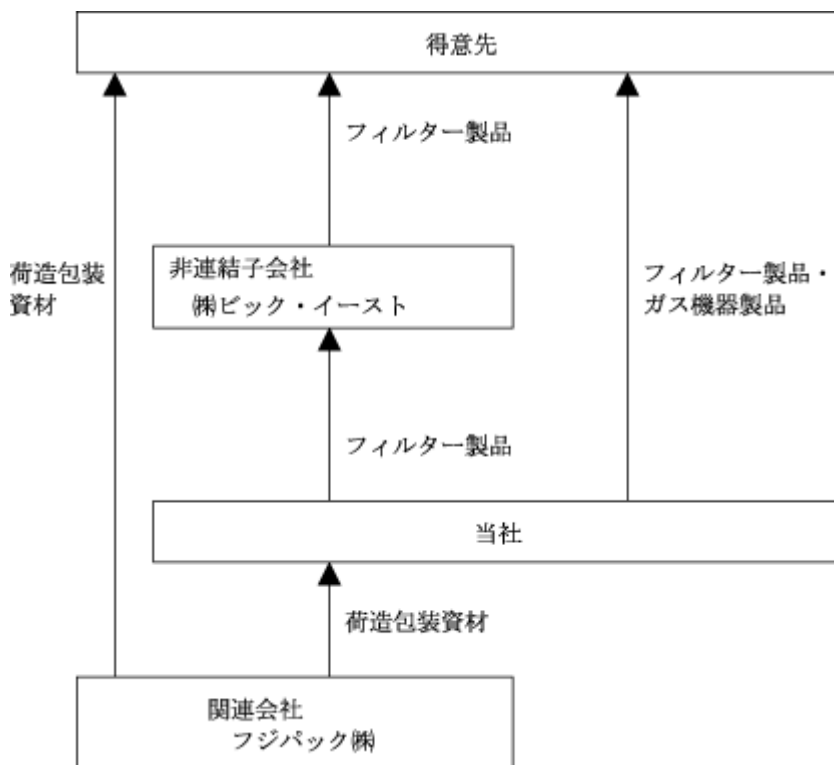 得意先
フィルター製品
荷造包装
資材
非連結子会社
㈱ビック・イースト
フィルター製品・
ガス機器製品
フィルター製品
当社
荷造包装資材
関連会社
フジパック㈱